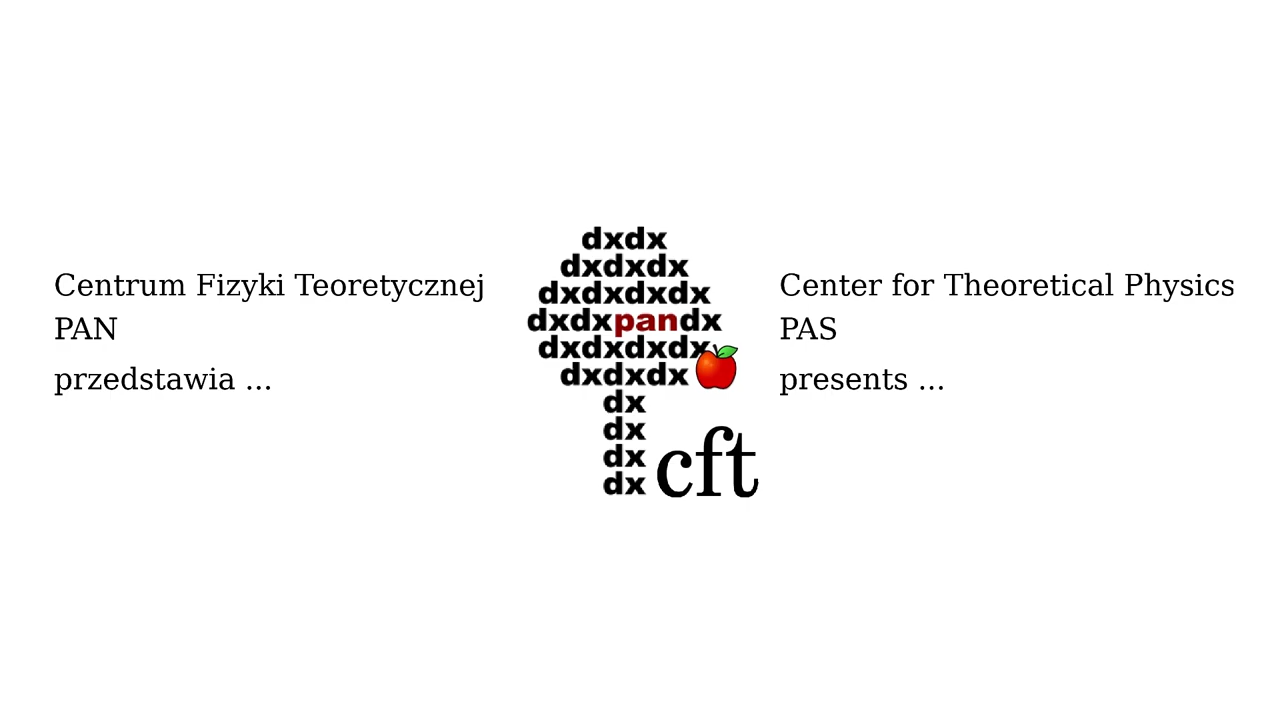 Centrum Fizyki Teoretycznej
PAN
przedstawia ...
dxdx
dxdxdx
dxdxdxdx
dxdxpandx
dxdxdxdx
dxdxdx
dx
dx
dx
dx
cft
Center for Theoretical Physics
PAS
presents ...